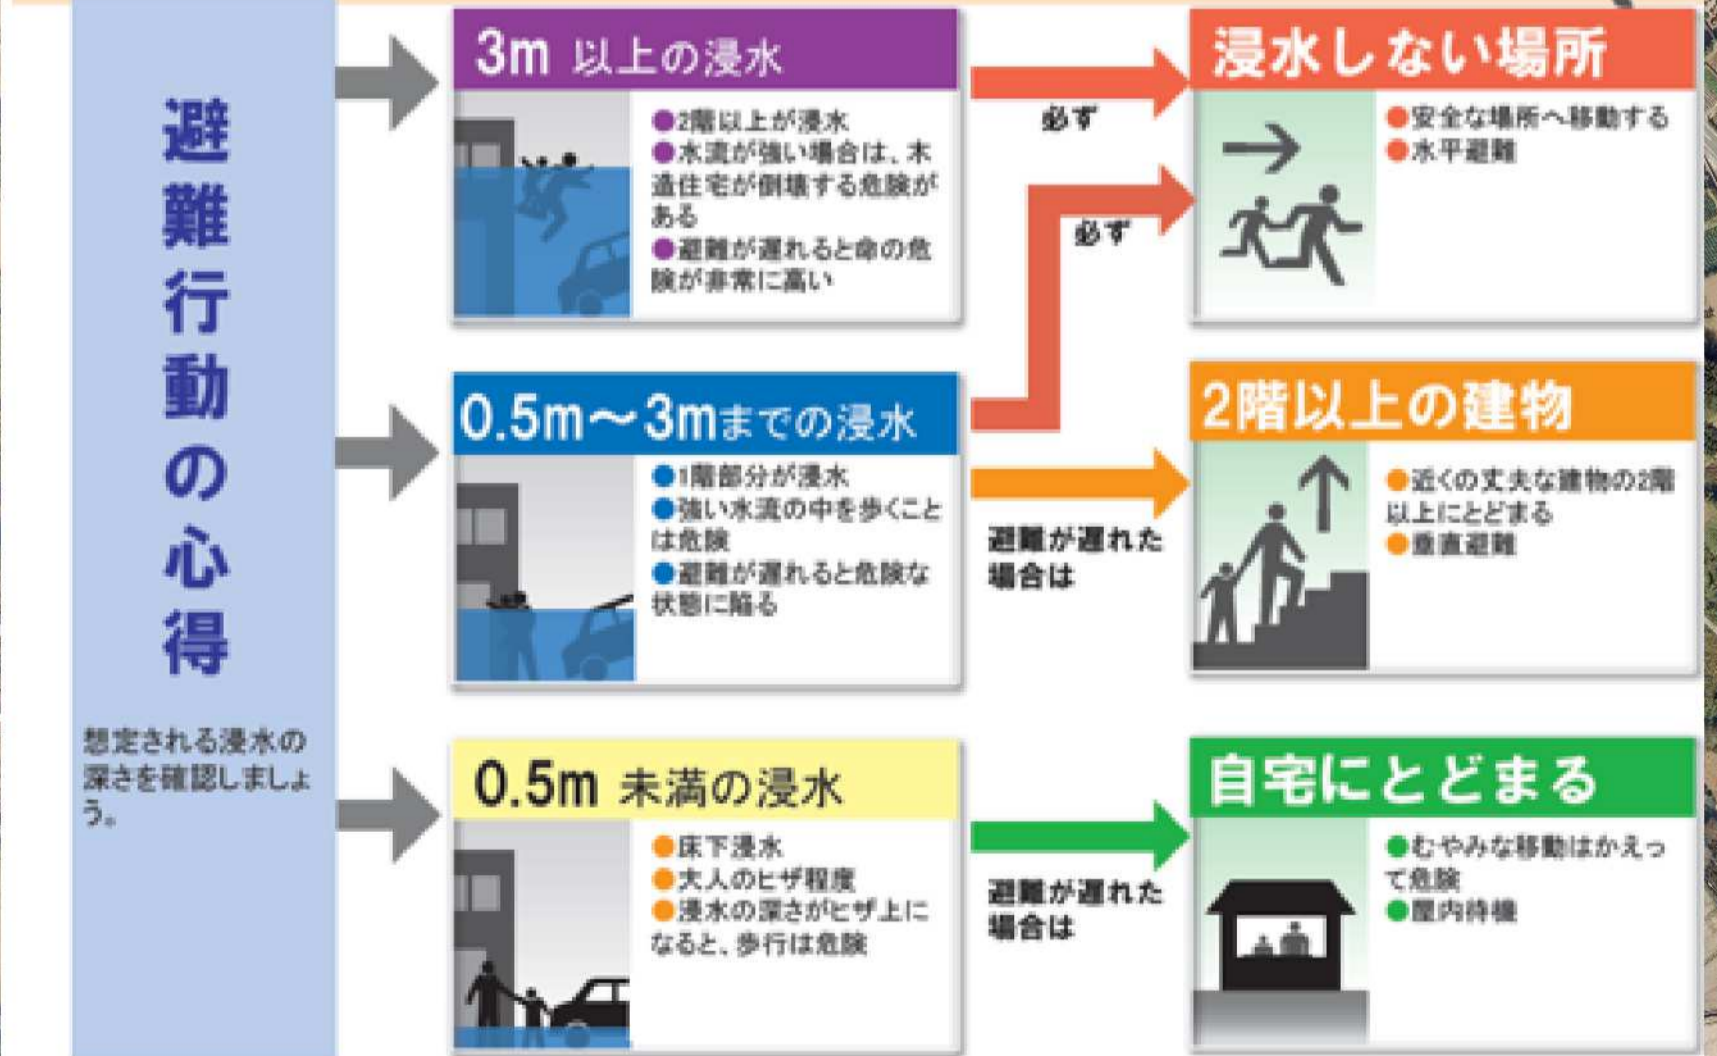 避難行動の心得
想定される浸水の
深さを確認しましょ
う。
3m 以上の浸水
●2階以上が浸水
●水流が強い場合は、木
造住宅が倒壊する危険が
ある
●避難が遅れると命の危
険が非常に高い
必ず
浸水しない場所
●安全な場所へ移動する
●水平避難
0.5m～3mまでの浸水
●1階部分が浸水
●強い水流の中を歩くこと
は危険
●避難が遅れると危険な
状態に陥る
必ず
避難が遅れた
場合は
2階以上の建物
●近くの丈夫な建物の2階
以上にとどまる
●垂直避難
0.5m 未満の浸水
●床下浸水
●大人のヒザ程度
●浸水の深さがヒザ上に
なると、歩行は危険
避難が遅れた
場合は
自宅にとどまる
●むやみな移動はかえっ
て危険
●屋内待機